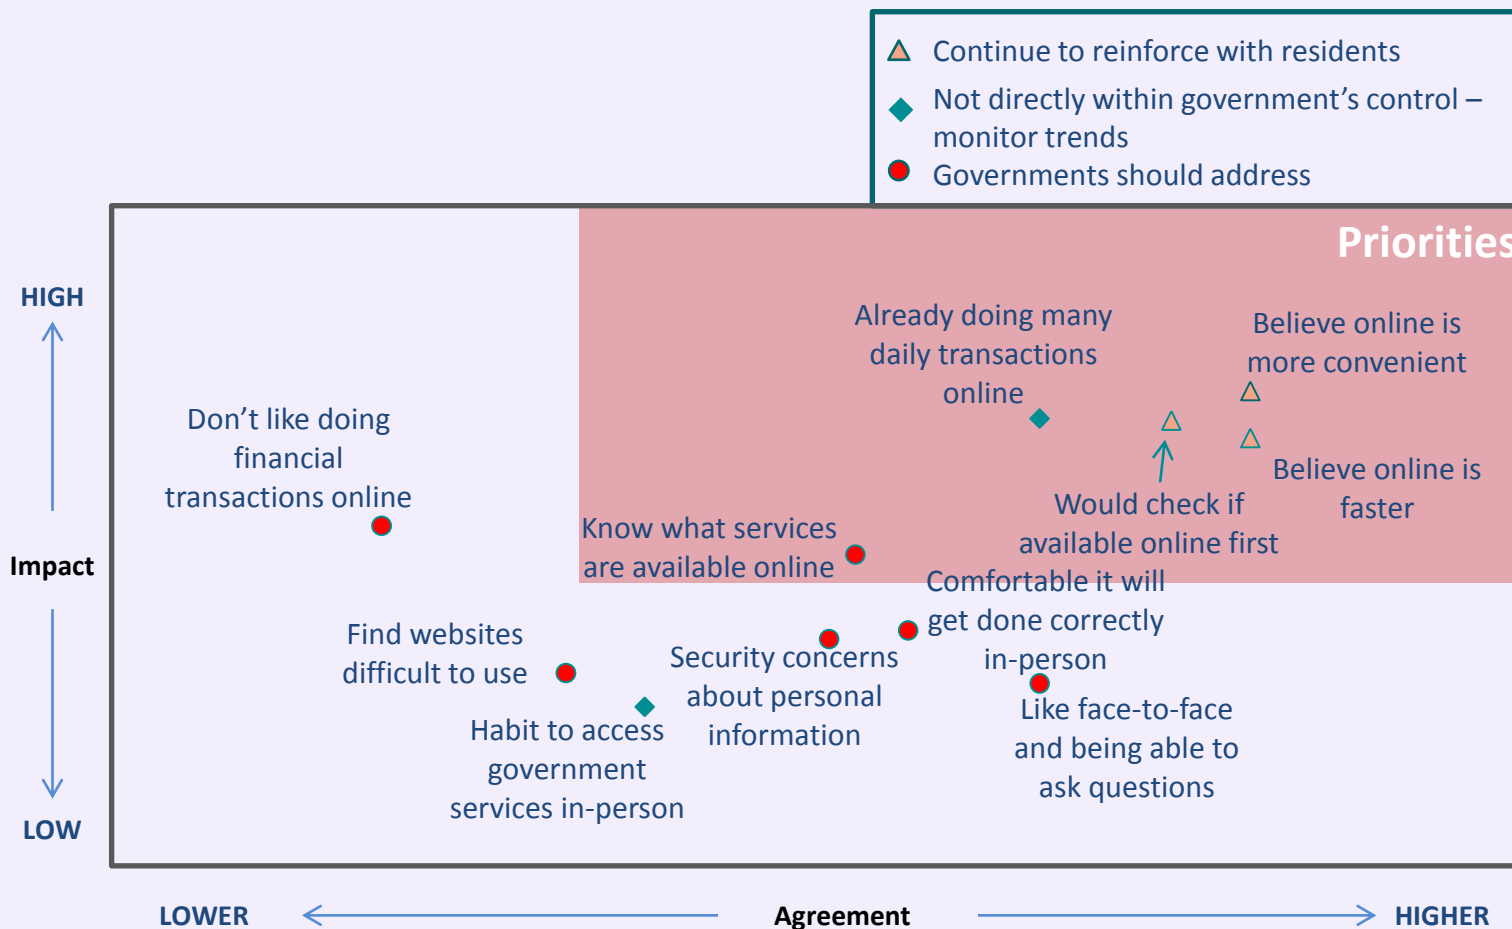 Continue to reinforce with residents
Not directly within government’s control –
monitor trends
Governments should address
Priorities
HIGH
Impact
LOW
Already doing many
daily transactions
online
Believe online is
more convenient
Believe online is
faster
Would check if
available online first
Don’t like doing
financial
transactions online
Know what services
are available online
Comfortable it will
get done correctly
in-person
Find websites
difficult to use
Security concerns
about personal
information
Habit to access
government
services in-person
Like face-to-face
and being able to
ask questions
LOWER
Agreement
HIGHER